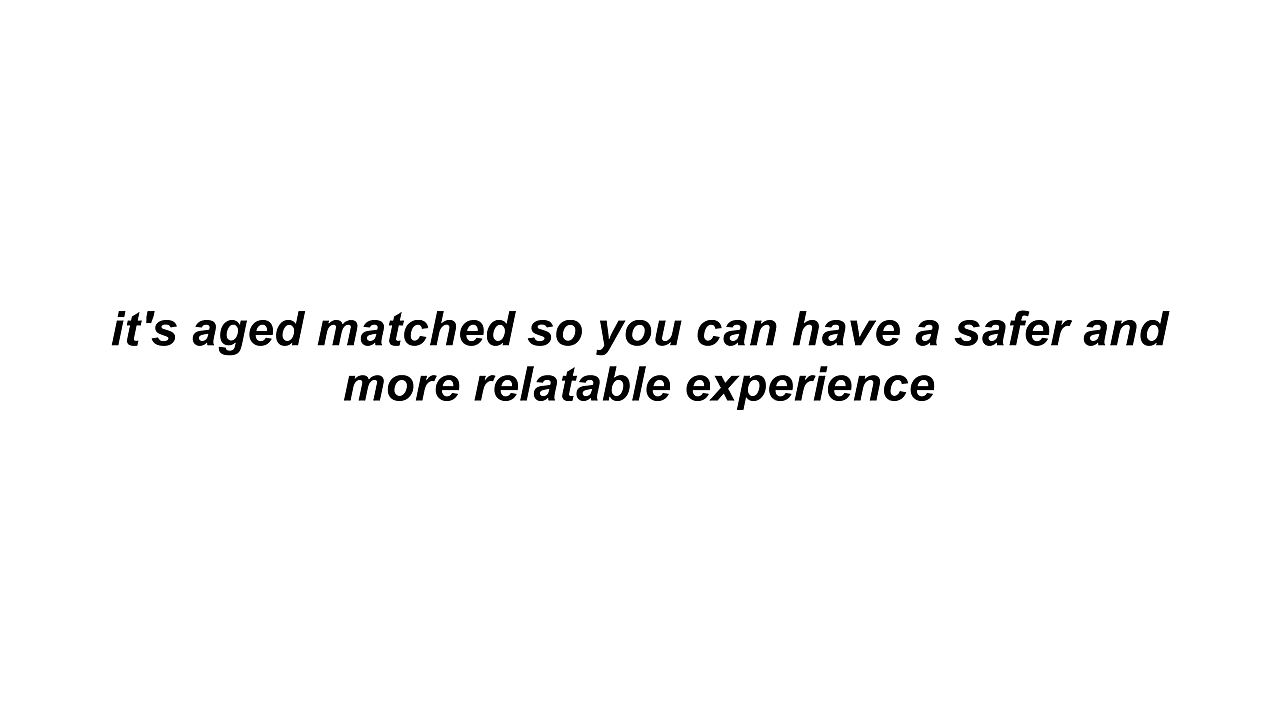 it's aged matched so you can have a safer and
more relatable experience